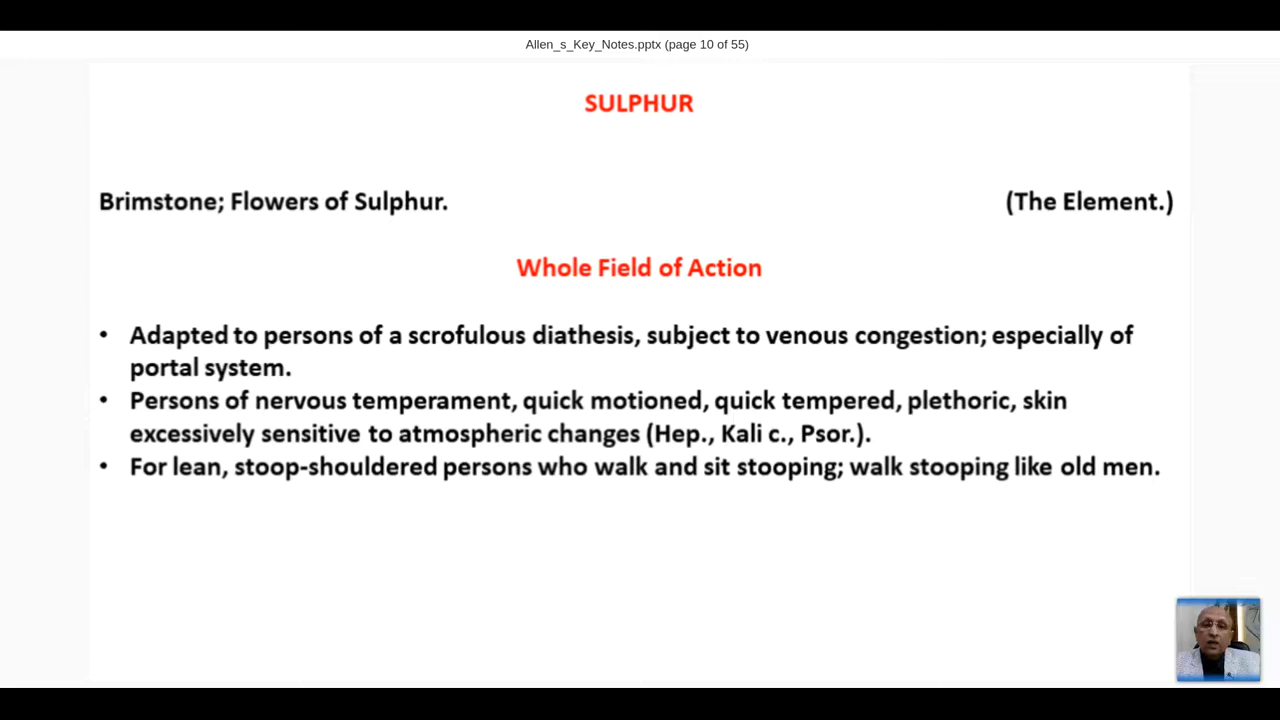 Allen_s_Key_Notes.pptx (page 10 of 55)
SULPHUR
Brimstone; Flowers of Sulphur. (The Element.)
Whole Field of Action
• Adapted to persons of a scrofulous diathesis, subject to venous congestion; especially of
portal system.
• Persons of nervous temperament, quick motioned, quick tempered, plethoric, skin
excessively sensitive to atmospheric changes (Hep., Kali c., Psor.).
• For lean, stoop-shouldered persons who walk and sit stooping; walk stooping like old men.